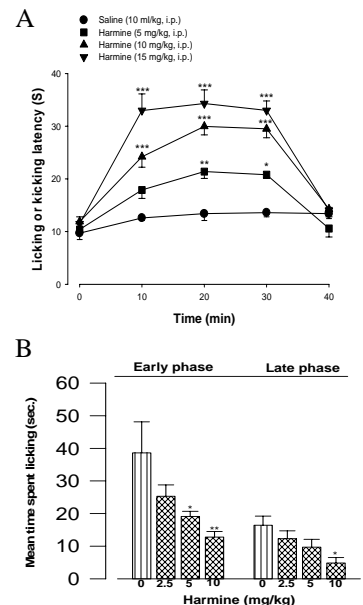 A
Saline (10 ml/kg, i.p.)
Harmine (5 mg/kg, i.p.)
Harmine (10 mg/kg, i.p.)
Harmine (15 mg/kg, i.p.)
Licking or kicking latency (S)
40
30
20
10
0
*** *** ***
*** *** ***
** *
0 10 20 30 40
Time (min)
B
Early phase Late phase
Mean time spent licking (sec.)
60
50
40
30
20
10
0
* ** *
0 2.5 5 10 0 2.5 5 10
Harmine (mg/kg)